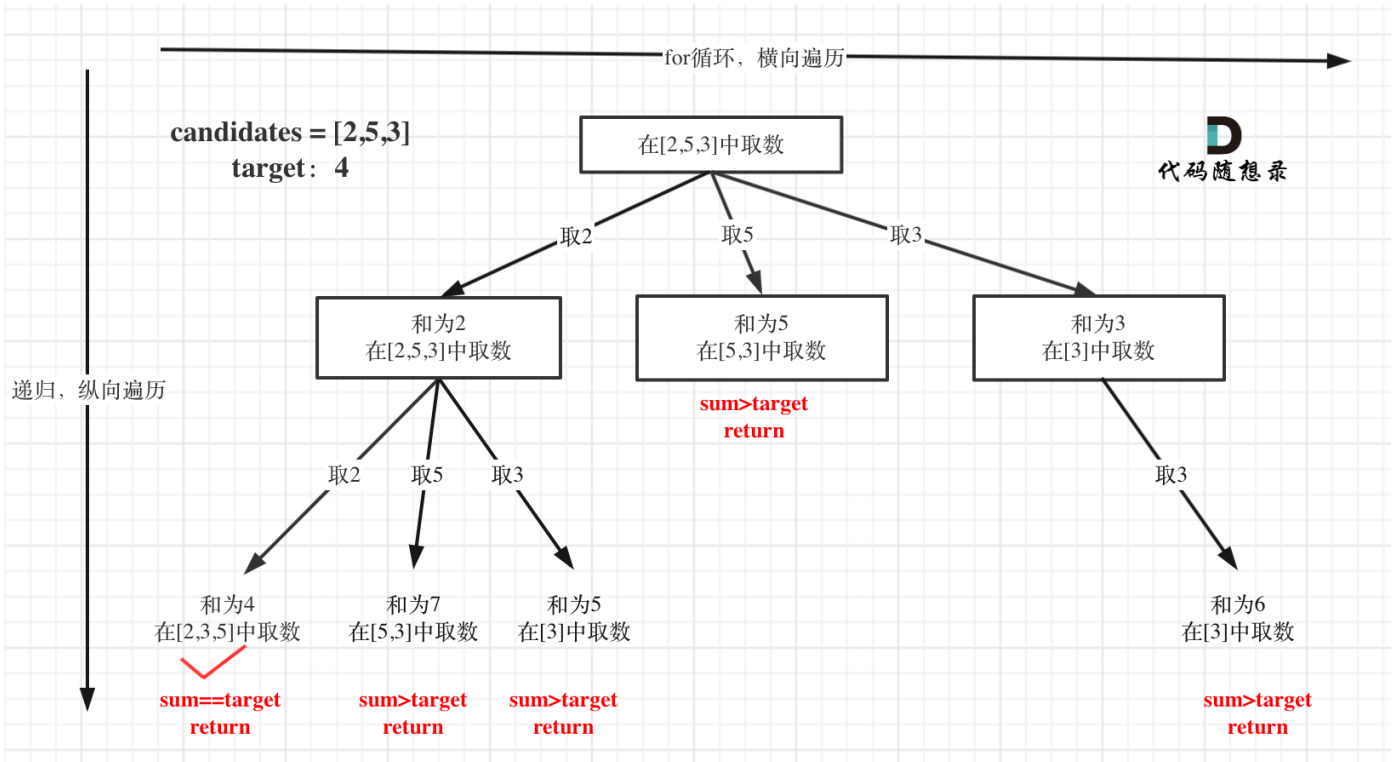 for循环，横向遍历
candidates = [2,5,3]
target： 4
在[2,5,3]中取数
代码随想录
取2
取5
取3
和为2
在[2,5,3]中取数
和为5
在[5,3]中取数
和为3
在[3]中取数
递归，纵向遍历
sum>target
return
取2
取5
取3
取3
和为4
在[2,3,5]中取数
和为7
在[5,3]中取数
和为5
在[3]中取数
和为6
在[3]中取数
sum==target
return
sum>target
return
sum>target
return
sum>target
return